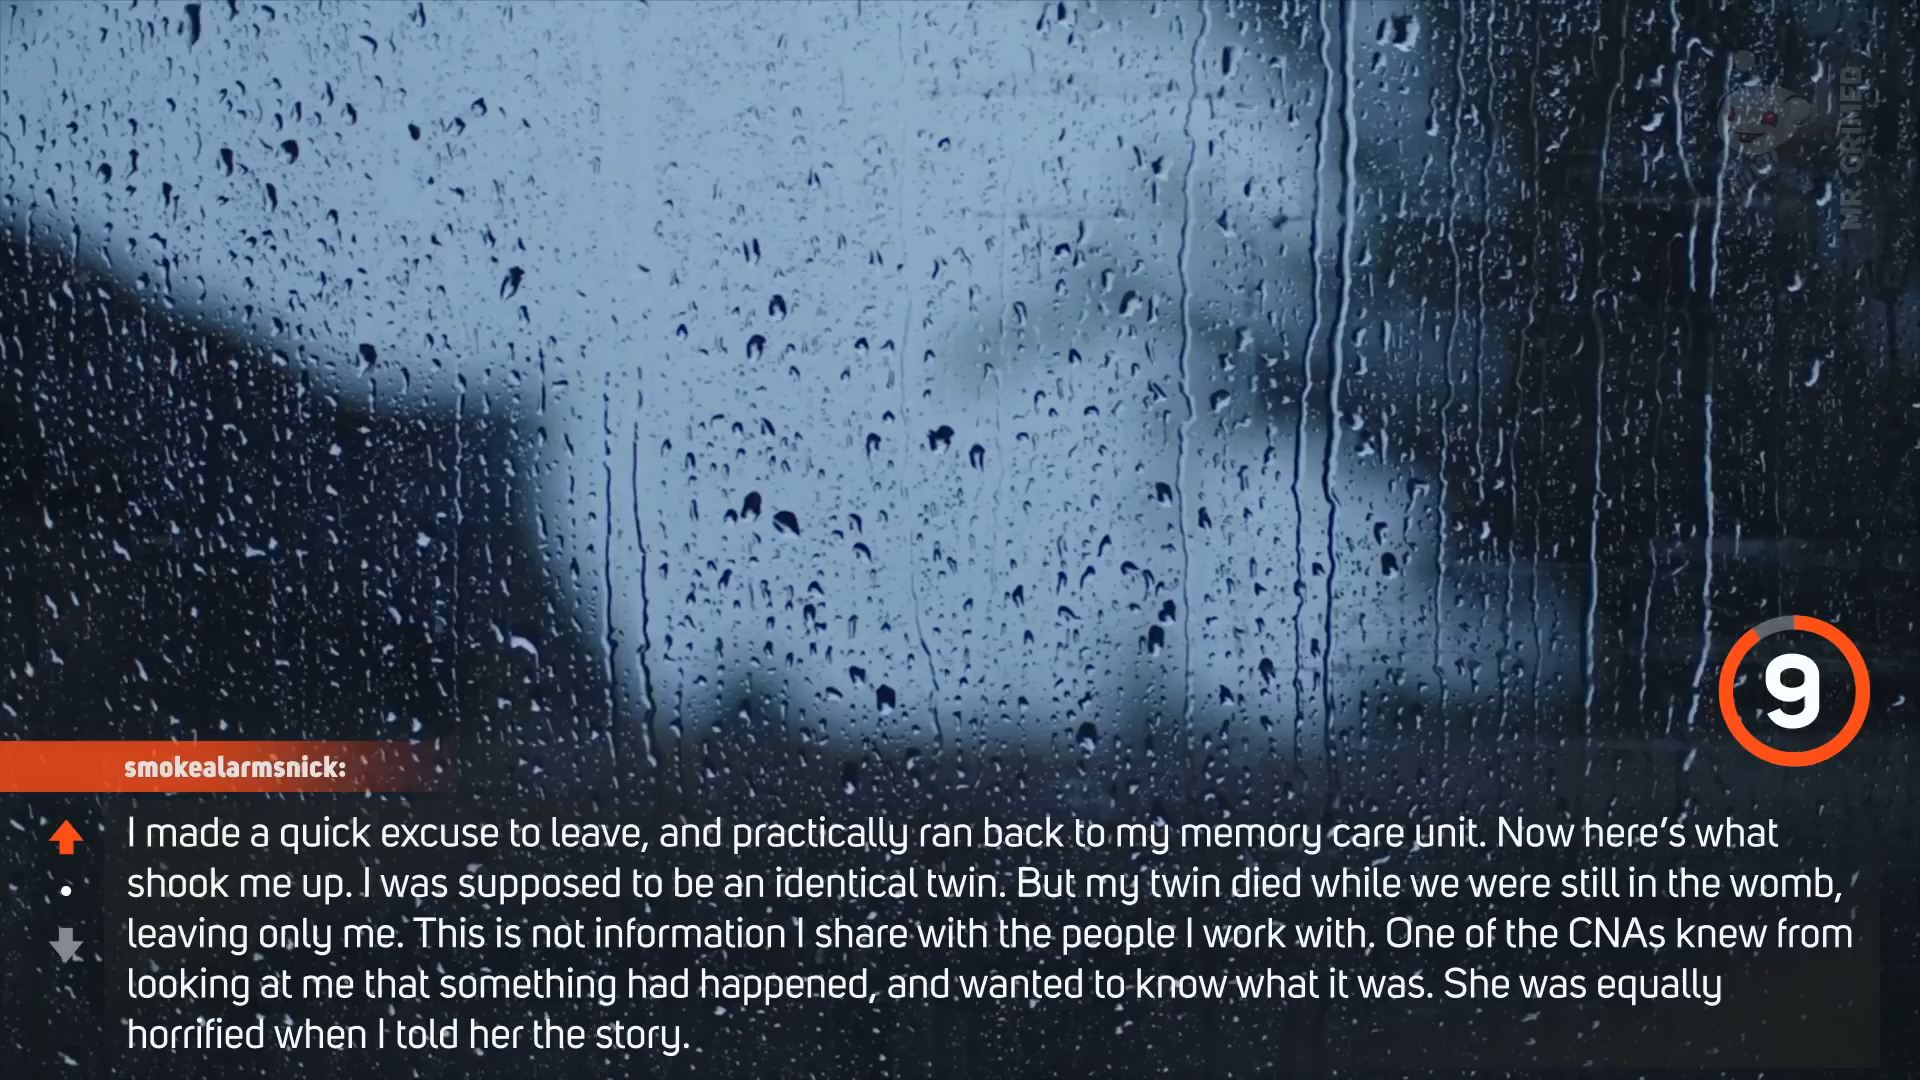 MR. GRINED
9
smokealarmsnick:
I made a quick excuse to leave, and practically ran back to my memory care unit. Now here's what
shook me up. I was supposed to be an identical twin. But my twin died while we were still in the womb,
leaving only me. This is not information I share with the people I work with. One of the CNAs knew from
looking at me that something had happened, and wanted to know what it was. She was equally
horrified when I told her the story.